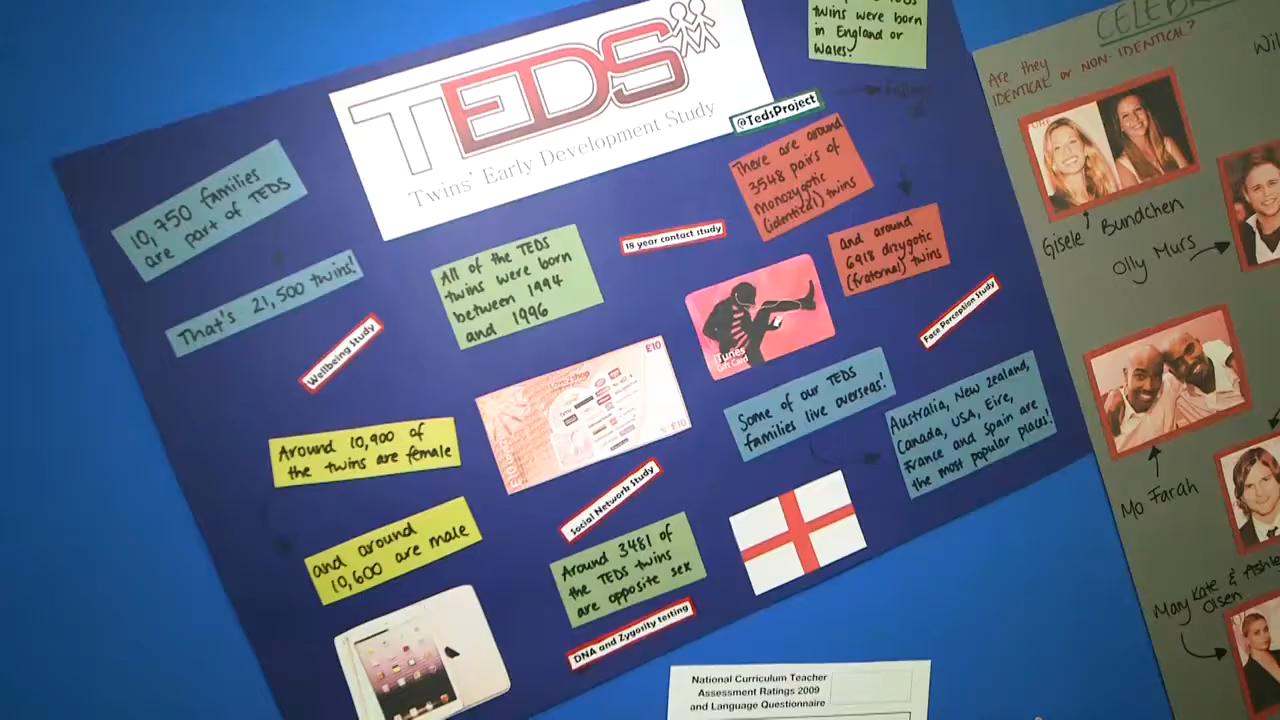 TEDS
Twins' Early Development Study
twins were born
in England or
Wales!
@TedsProject
10,750 families
are part of TEDS
That's 21,500 twins!
Wellbeing Study
All of the TEDS
twins were born
between 1994
and 1996
18 year contact study
There are around
3548 pairs of
monozygotic
(identical) twins
and around
6918 dizygotic
(fraternal) twins
Face Perception Study
iTunes
Gift Card
Love2shop
£10
£10
Around 10,900 of
the twins are female
and around
10,600 are male
Social Network Study
Around 3481 of
the TEDS twins
are opposite sex
DNA and Zygosity testing
Some of our TEDS
families live overseas!
Australia, New Zealand,
Canada, USA, Eire,
France and Spain are
the most popular places!
National Curriculum Teacher
Assessment Ratings 2009
and Language Questionnaire
Are they
IDENTICAL or NON-IDENTICAL?
Gisele Bundchen
Olly Murs
Mo Farah
Mary Kate &
Olsen